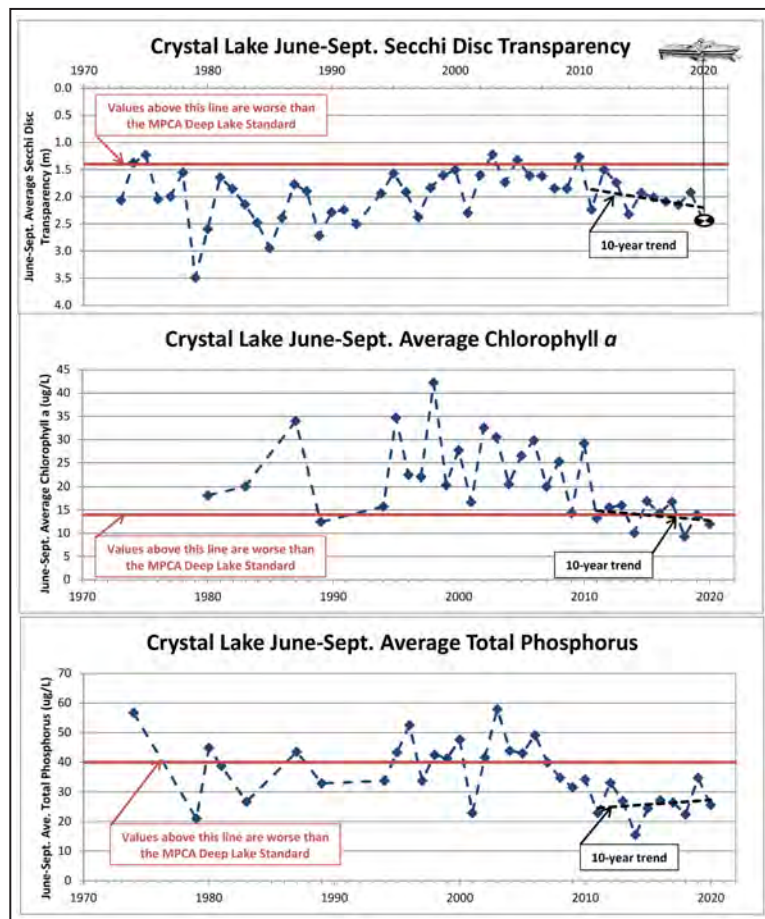 Crystal Lake June-Sept. Secchi Disc Transparency
1970 1980 1990 2000 2010 2020
June-Sept. Average Secchi Disc
Transparency (m)
0.0
0.5
1.0
1.5
2.0
2.5
3.0
3.5
4.0
Values above this line are worse than
the MPCA Deep Lake Standard
10-year trend
Crystal Lake June-Sept. Average Chlorophyll a
June-Sept. Average Chlorophyll a (ug/L)
45
40
35
30
25
20
15
10
5
0
Values above this line are worse than
the MPCA Deep Lake Standard
10-year trend
1970 1980 1990 2000 2010 2020
Crystal Lake June-Sept. Average Total Phosphorus
June-Sept. Ave. Total Phosphorus (ug/L)
70
60
50
40
30
20
10
0
Values above this line are worse than
the MPCA Deep Lake Standard
10-year trend
1970 1980 1990 2000 2010 2020